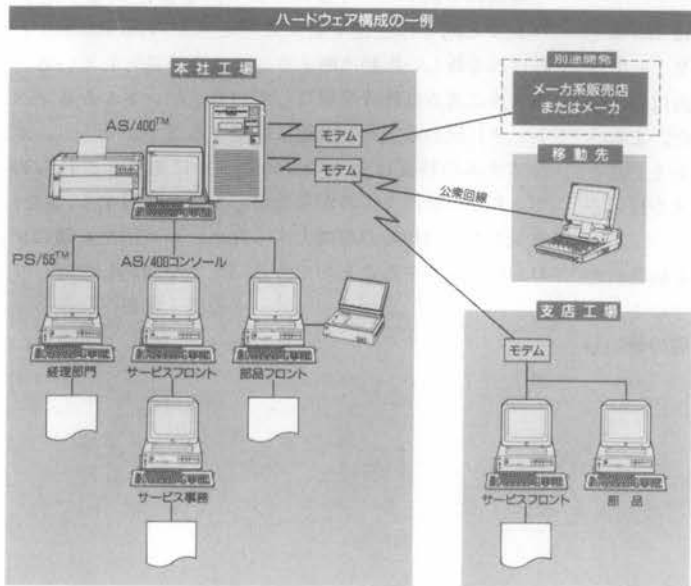 ハードウェア構成の一例
本社工場
AS/400™
モデム
モデム
別途開発
メーカ系販売店
またはメーカ
移動先
公衆回線
PS/55™
AS/400コンソール
経理部門
サービスフロント
部品フロント
サービス事務
支店工場
モデム
サービスフロント
部品